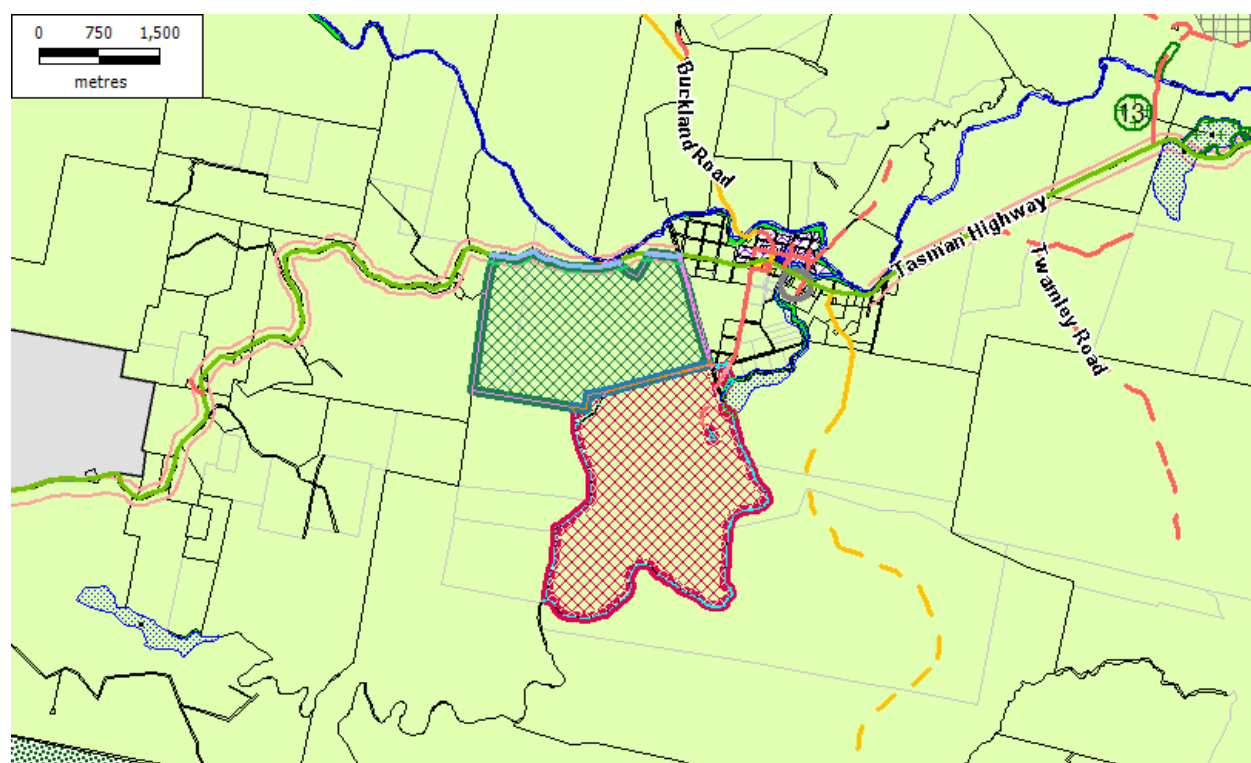 0 750 1,500
metres
Buckland Road
13
Tasman Highway
Twamley Road